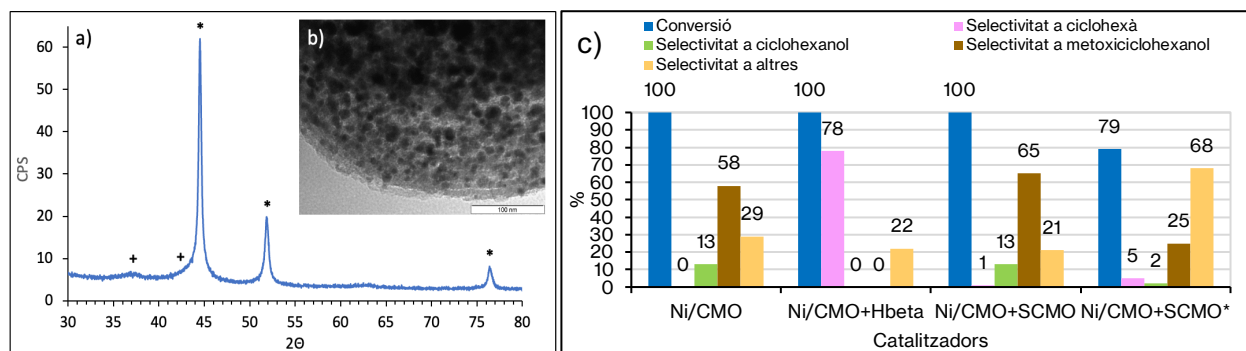 a)
b)
CPS
60
50
40
30
20
10
0
30 35 40 45 50 55 60 65 70 75 80
2Θ
+ + * * *
100 nm
c)
Conversió
Selectivitat a ciclohexà
Selectivitat a ciclohexanol
Selectivitat a metoxiciclohexanol
Selectivitat a altres
%
100
90
80
70
60
50
40
30
20
10
0
100 0 13 58 29
100 78 0 0 22
100 1 13 65 21
79 5 2 25 68
Ni/CMO Ni/CMO+Hbeta Ni/CMO+SCMO Ni/CMO+SCMO*
Catalitzadors